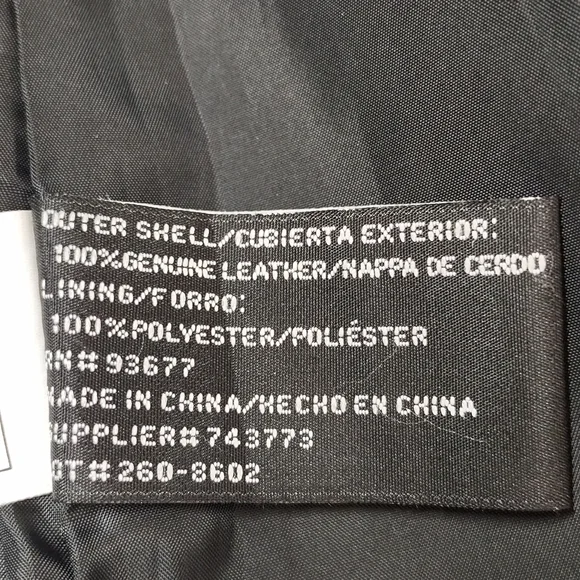 OUTER SHELL/CUBIERTA EXTERIOR:
100%GENUINE LEATHER/NAPPA DE CERDO
LINING/FORRO:
100%POLYESTER/POLIÉSTER
RN# 93677
MADE IN CHINA/HECHO EN CHINA
SUPPLIER# 743773
LOT # 260-8602